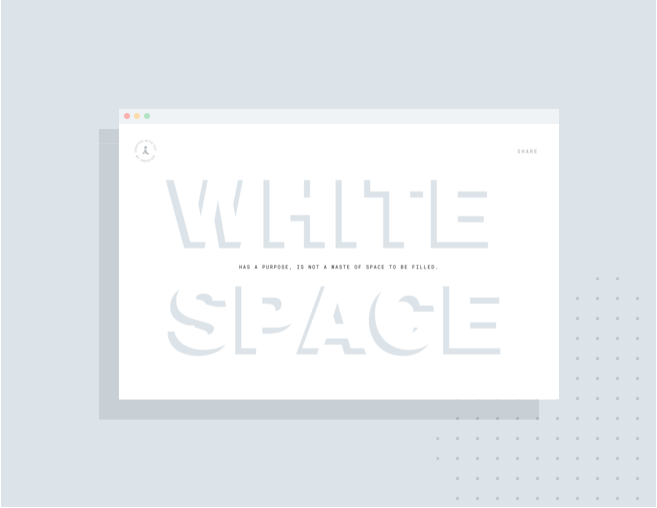 SHARE
WHITE
HAS A PURPOSE, IS NOT A WASTE OF SPACE TO BE FILLED.
SPACE